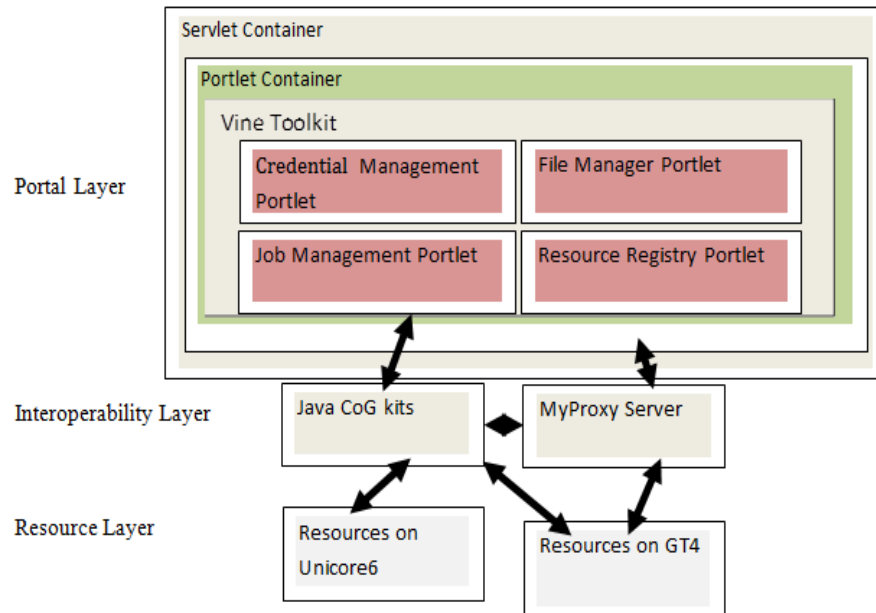 Servlet Container
Portlet Container
Vine Toolkit
Credential Management
Portlet
File Manager Portlet
Portal Layer
Job Management Portlet
Resource Registry Portlet
Interoperability Layer
Java CoG kits
MyProxy Server
Resource Layer
Resources on
Unicore6
Resources on GT4